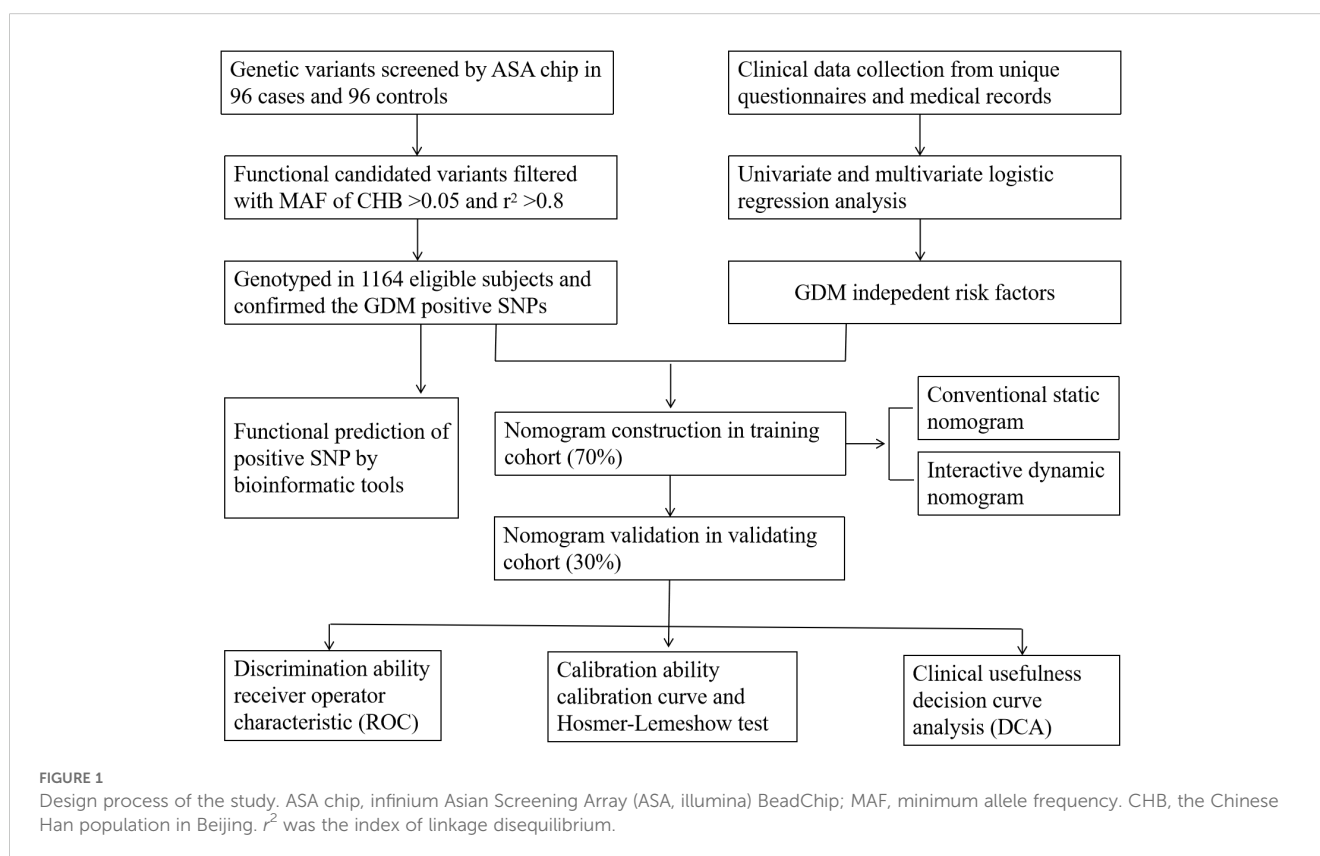 Genetic variants screened by ASA chip in
96 cases and 96 controls
Clinical data collection from unique
questionnaires and medical records
Functional candidated variants filtered
with MAF of CHB >0.05 and r² >0.8
Univariate and multivariate logistic
regression analysis
Genotyped in 1164 eligible subjects and
confirmed the GDM positive SNPs
GDM indepedent risk factors
Functional prediction of
positive SNP by
bioinformatic tools
Nomogram construction in training
cohort (70%)
Conventional static
nomogram
Interactive dynamic
nomogram
Nomogram validation in validating
cohort (30%)
Discrimination ability
receiver operator
characteristic (ROC)
Calibration ability
calibration curve and
Hosmer-Lemeshow test
Clinical usefulness
decision curve
analysis (DCA)
FIGURE 1
Design process of the study. ASA chip, infinium Asian Screening Array (ASA, illumina) BeadChip; MAF, minimum allele frequency. CHB, the Chinese
Han population in Beijing. r² was the index of linkage disequilibrium.